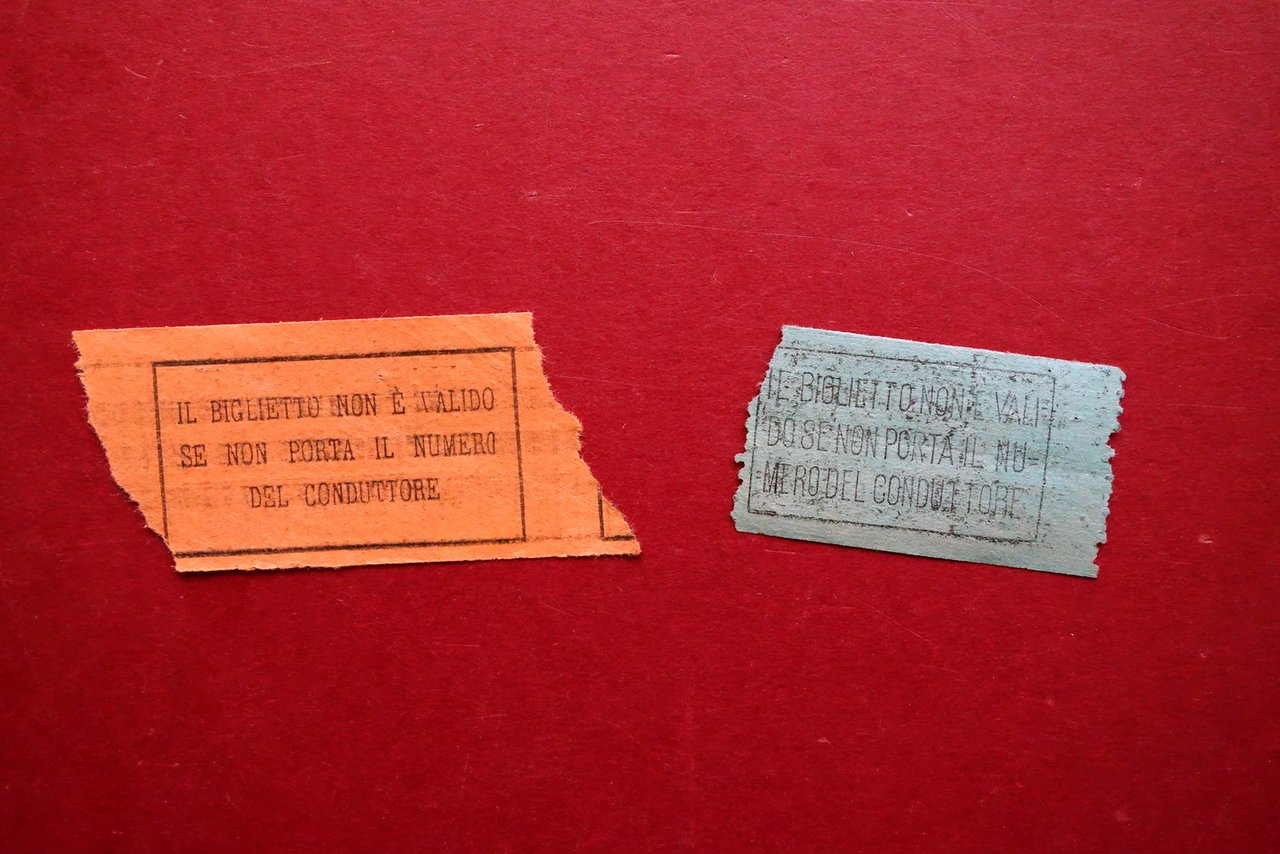 IL BIGLIETTO NON È VALIDO
SE NON PORTA IL NUMERO
DEL CONDUTTORE
IL BIGLIETTO NON È VALI-
DO SE NON PORTA IL NU-
MERO DEL CONDUTTORE